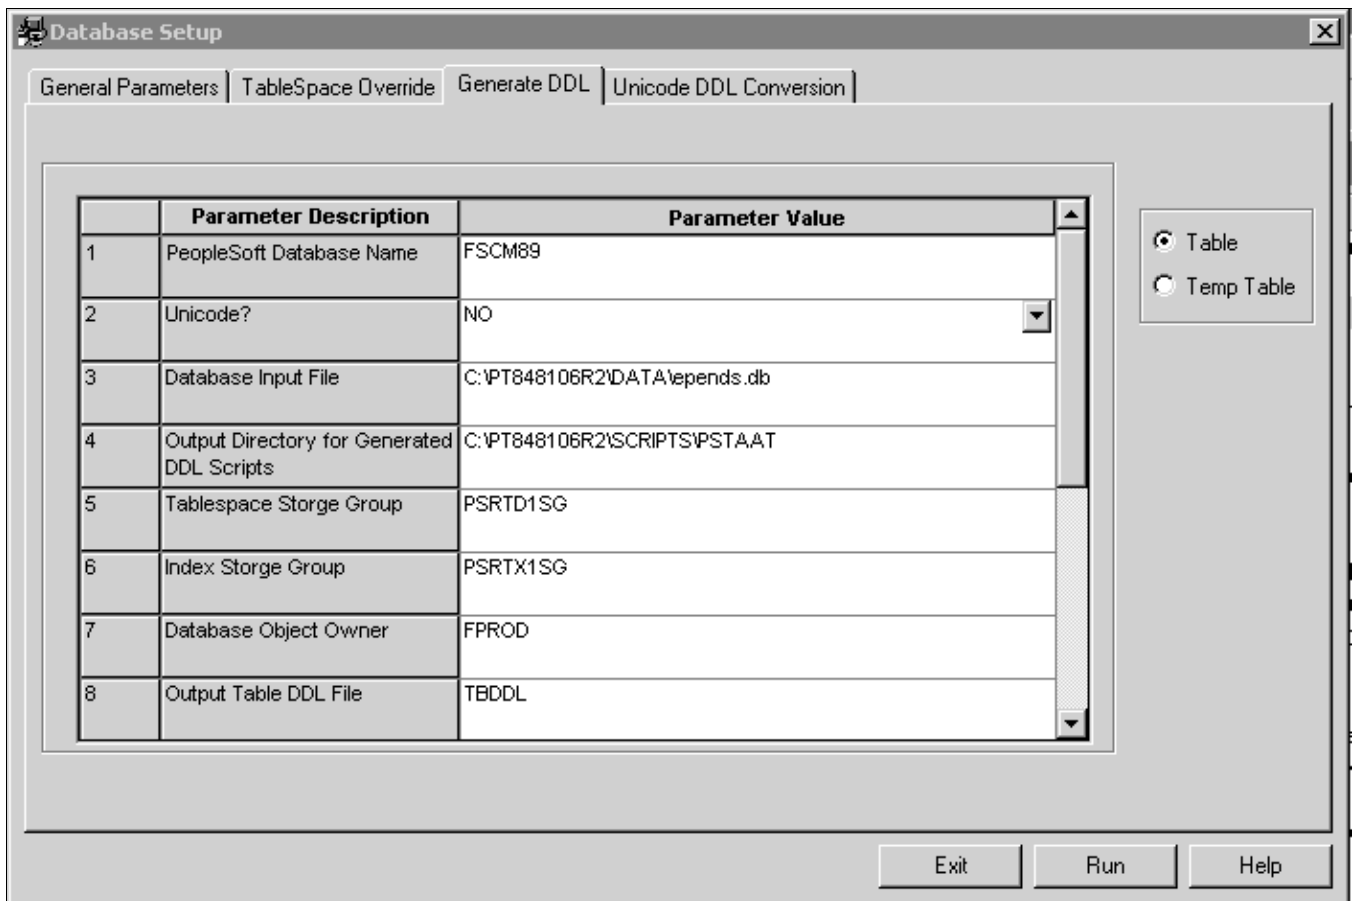 Database Setup
General Parameters TableSpace Override Generate DDL Unicode DDL Conversion
Parameter Description Parameter Value
1 PeopleSoft Database Name FSCM89
2 Unicode? NO
3 Database Input File C:\PT848106R2\DATA\epends.db
4 Output Directory for Generated C:\PT848106R2\SCRIPTS\PSTAAT
DDL Scripts
5 Tablespace Storge Group PSRTD1SG
6 Index Storge Group PSRTX1SG
7 Database Object Owner FPROD
8 Output Table DDL File TBDDL
Table
Temp Table
Exit Run Help